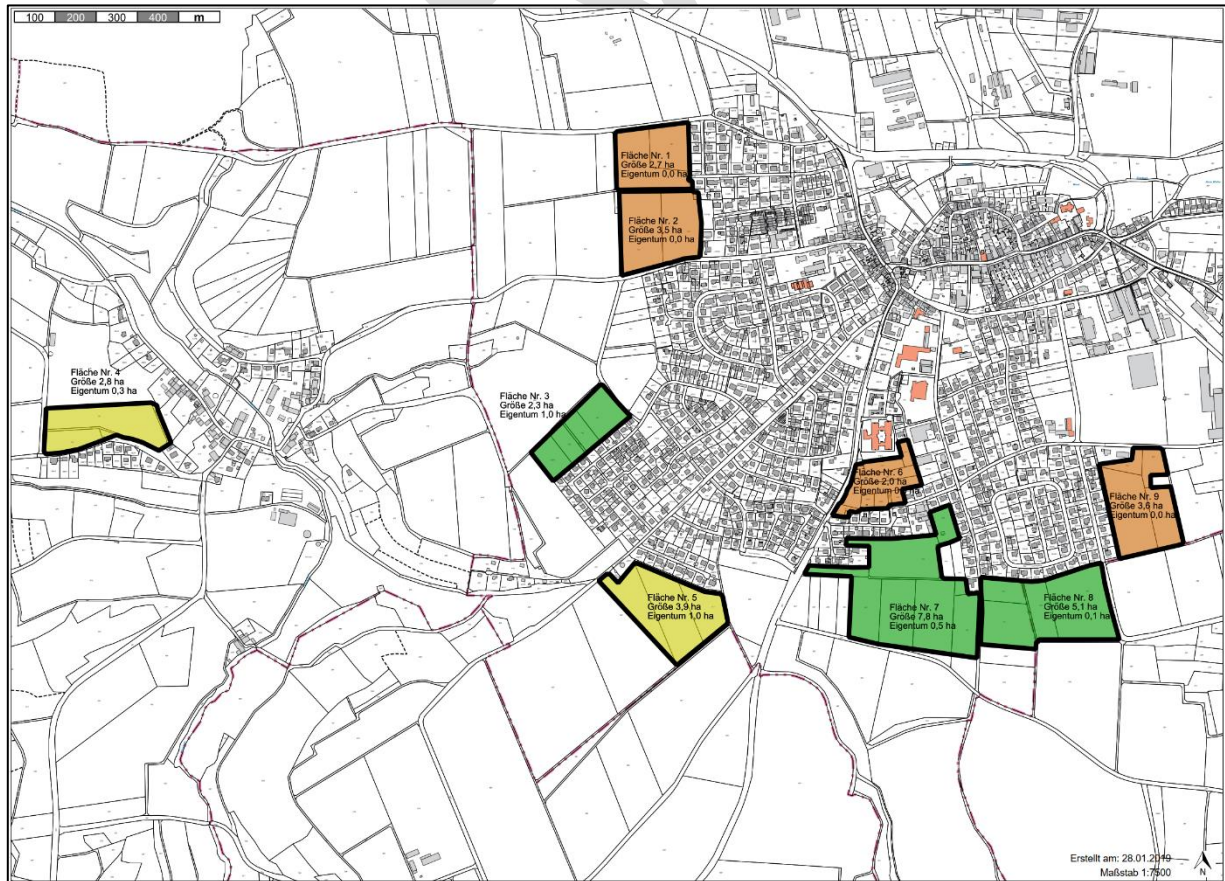 100 200 300 400 m
Fläche Nr. 1
Größe 2,7 ha
Eigentum 0,0 ha
Fläche Nr. 2
Größe 3,5 ha
Eigentum 0,0 ha
Fläche Nr. 3
Größe 2,3 ha
Eigentum 1,0 ha
Fläche Nr. 4
Größe 2,8 ha
Eigentum 0,3 ha
Fläche Nr. 5
Größe 3,9 ha
Eigentum 1,0 ha
Fläche Nr. 6
Größe 2,0 ha
Eigentum
Fläche Nr. 7
Größe 7,8 ha
Eigentum 0,5 ha
Fläche Nr. 8
Größe 5,1 ha
Eigentum 0,1 ha
Fläche Nr. 9
Größe 3,6 ha
Eigentum 0,0 ha
Erstellt am: 28.01.2019
Maßstab 1:7500
N